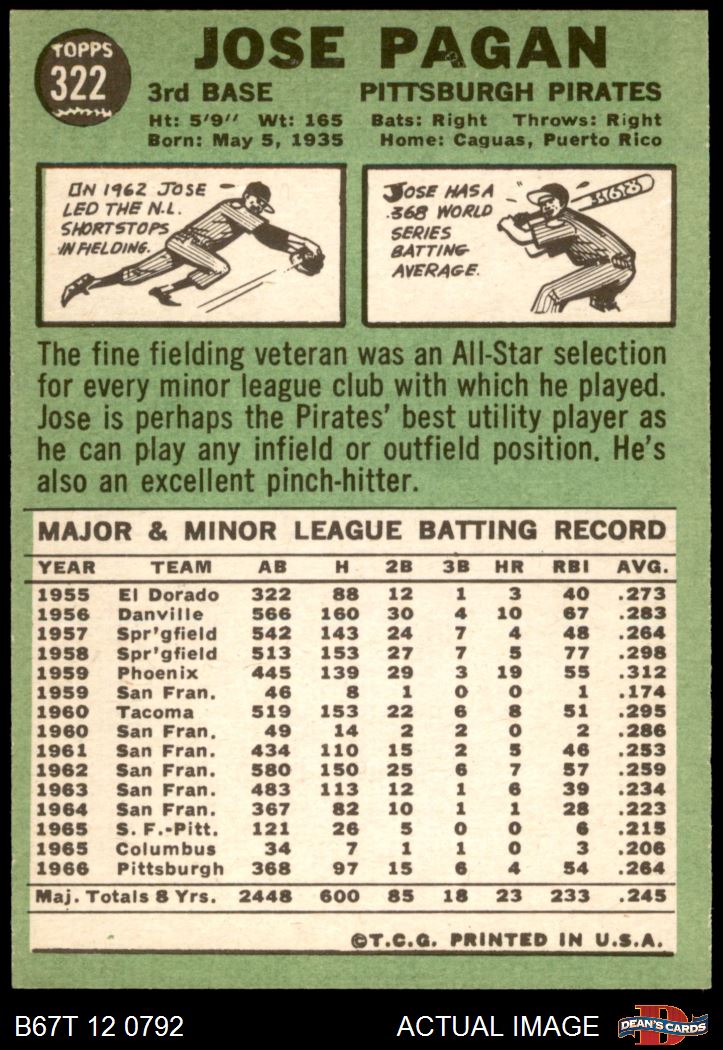 TOPPS
322
JOSE PAGAN
3rd BASE PITTSBURGH PIRATES
Ht: 5'9" Wt: 165 Bats: Right Throws: Right
Born: May 5, 1935 Home: Caguas, Puerto Rico
IN 1962 JOSE
LED THE N.L.
SHORTSTOPS
IN FIELDING.
JOSE HAS A
.368 WORLD
SERIES
BATTING
AVERAGE.
.368
The fine fielding veteran was an All-Star selection
for every minor league club with which he played.
Jose is perhaps the Pirates' best utility player as
he can play any infield or outfield position. He's
also an excellent pinch-hitter.
MAJOR & MINOR LEAGUE BATTING RECORD
YEAR TEAM AB H 2B 3B HR RBI AVG.
1955 El Dorado 322 88 12 1 3 40 .273
1956 Danville 566 160 30 4 10 67 .283
1957 Spr'gfield 542 143 24 7 4 48 .264
1958 Spr'gfield 513 153 27 7 5 77 .298
1959 Phoenix 445 139 29 3 19 55 .312
1959 San Fran. 46 8 1 0 0 1 .174
1960 Tacoma 519 153 22 6 8 51 .295
1960 San Fran. 49 14 2 2 0 2 .286
1961 San Fran. 434 110 15 2 5 46 .253
1962 San Fran. 580 150 25 6 7 57 .259
1963 San Fran. 483 113 12 1 6 39 .234
1964 San Fran. 367 82 10 1 1 28 .223
1965 S. F.-Pitt. 121 26 5 0 0 6 .215
1965 Columbus 34 7 1 1 0 3 .206
1966 Pittsburgh 368 97 15 6 4 54 .264
Maj. Totals 8 Yrs. 2448 600 85 18 23 233 .245
©T.C.G. PRINTED IN U.S.A.
B67T 12 0792 ACTUAL IMAGE
D
DEAN'S CARDS